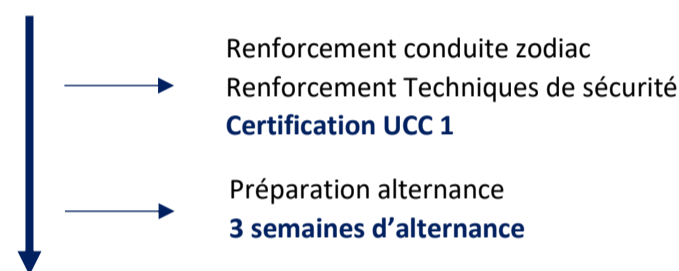 Renforcement conduite zodiac
Renforcement Techniques de sécurité
Certification UCC 1
Préparation alternance
3 semaines d’alternance